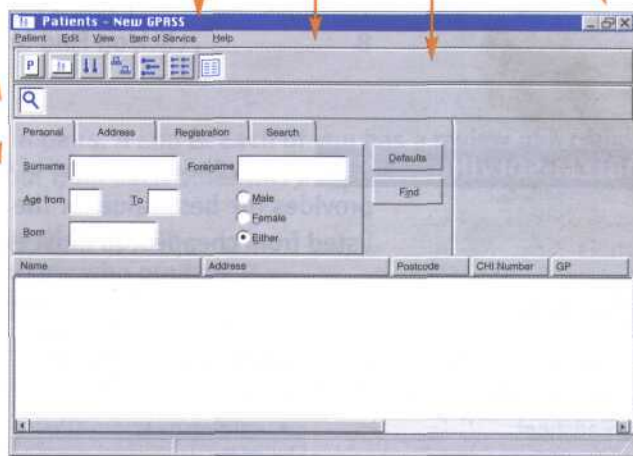 Patients - New GPASS
Patient Edit View Item of Service Help
P
Personal Address Registration Search
Surname Forename Defaults
Age from To Male Find
Female
Born Either
Name Address Postcode CHI Number GP